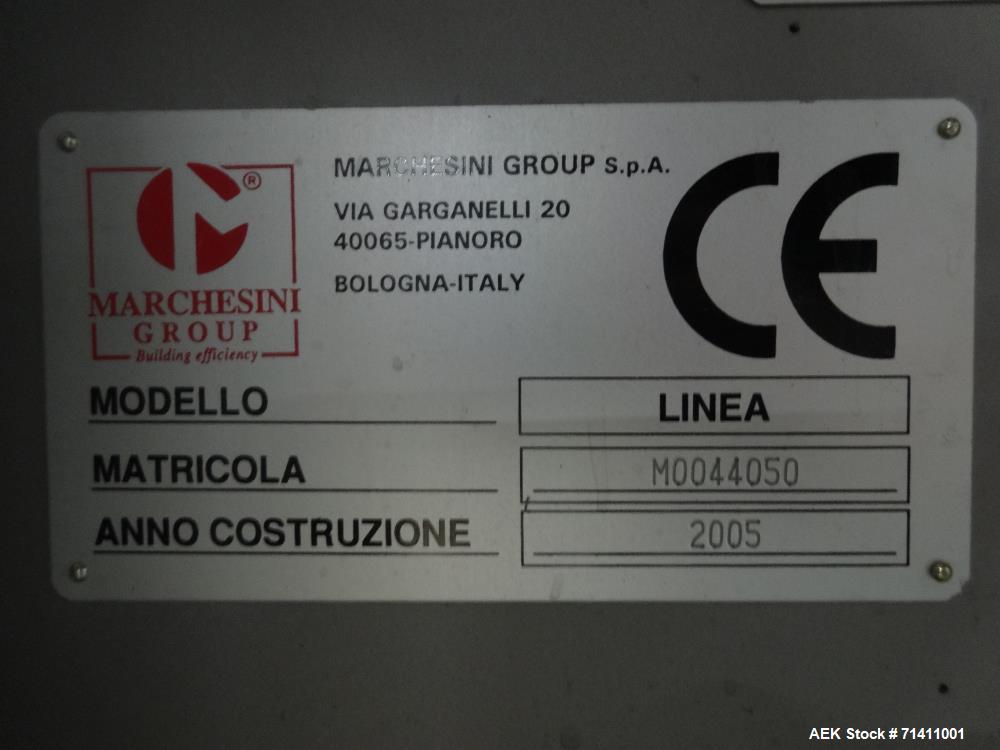 MARCHESINI
GROUP
Building efficiency
®
MARCHESINI GROUP S.p.A.
VIA GARGANELLI 20
40065-PIANORO
BOLOGNA-ITALY
CE
MODELLO LINEA
MATRICOLA M0044050
ANNO COSTRUZIONE 2005
AEK Stock # 71411001